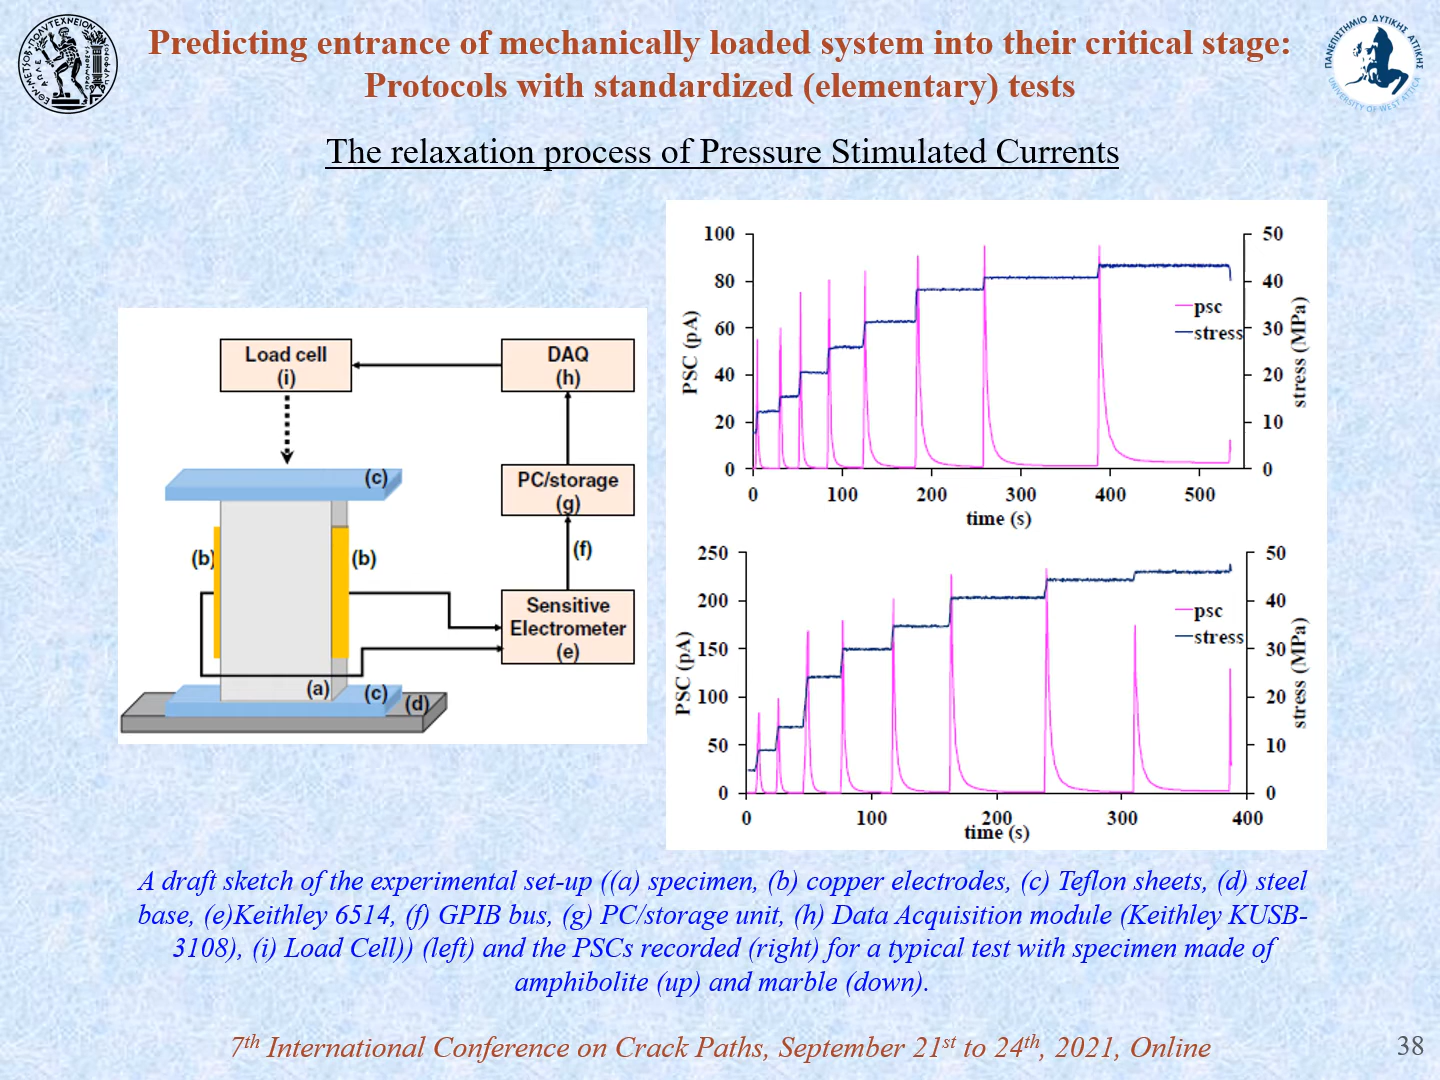 Predicting entrance of mechanically loaded system into their critical stage:
Protocols with standardized (elementary) tests
ΠΑΝΕΠΙΣΤΗΜΙΟ ΔΥΤΙΚΗΣ ΑΤΤΙΚΗΣ
UNIVERSITY OF WEST ATTICA
The relaxation process of Pressure Stimulated Currents
Load cell
(i)
DAQ
(h)
(c)
PC/storage
(g)
(b)
(b)
(f)
Sensitive
Electrometer
(e)
(a)
(c)
(d)
100
80
60
40
20
0
PSC (pA)
50
40
30
20
10
0
stress (MPa)
psc
stress
0 100 200 300 400 500
time (s)
250
200
150
100
50
0
PSC (pA)
50
40
30
20
10
0
stress (MPa)
psc
stress
0 100 200 300 400
time (s)
A draft sketch of the experimental set-up ((a) specimen, (b) copper electrodes, (c) Teflon sheets, (d) steel
base, (e)Keithley 6514, (f) GPIB bus, (g) PC/storage unit, (h) Data Acquisition module (Keithley KUSB-
3108), (i) Load Cell)) (left) and the PSCs recorded (right) for a typical test with specimen made of
amphibolite (up) and marble (down).
7th International Conference on Crack Paths, September 21st to 24th, 2021, Online
38